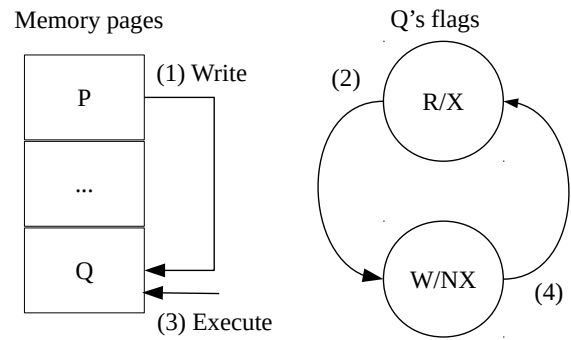 Memory pages
P
...
Q
(1) Write
(3) Execute
Q's flags
(2)
R/X
W/NX
(4)